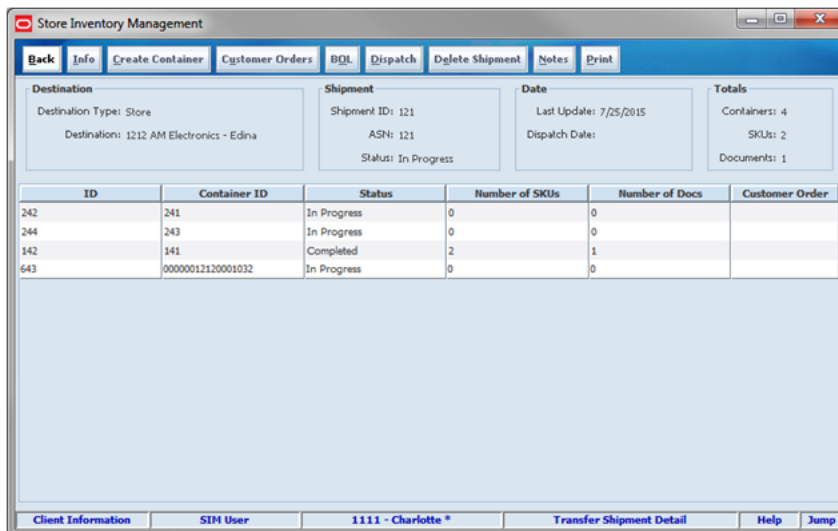 Store Inventory Management
Back Info Create Container Customer Orders BOL Dispatch Delete Shipment Notes Print
Destination Shipment Date Totals
Destination Type: Store Shipment ID: 121 Last Update: 7/25/2015 Containers: 4
Destination: 1212 AM Electronics - Edina ASN: 121 Dispatch Date: SKUs: 2
Status: In Progress Documents: 1
ID Container ID Status Number of SKUs Number of Docs Customer Order
242 241 In Progress 0 0
244 243 In Progress 0 0
142 141 Completed 2 1
643 00000012120001032 In Progress 0 0
Client Information SIM User 1111 - Charlotte * Transfer Shipment Detail Help Jump